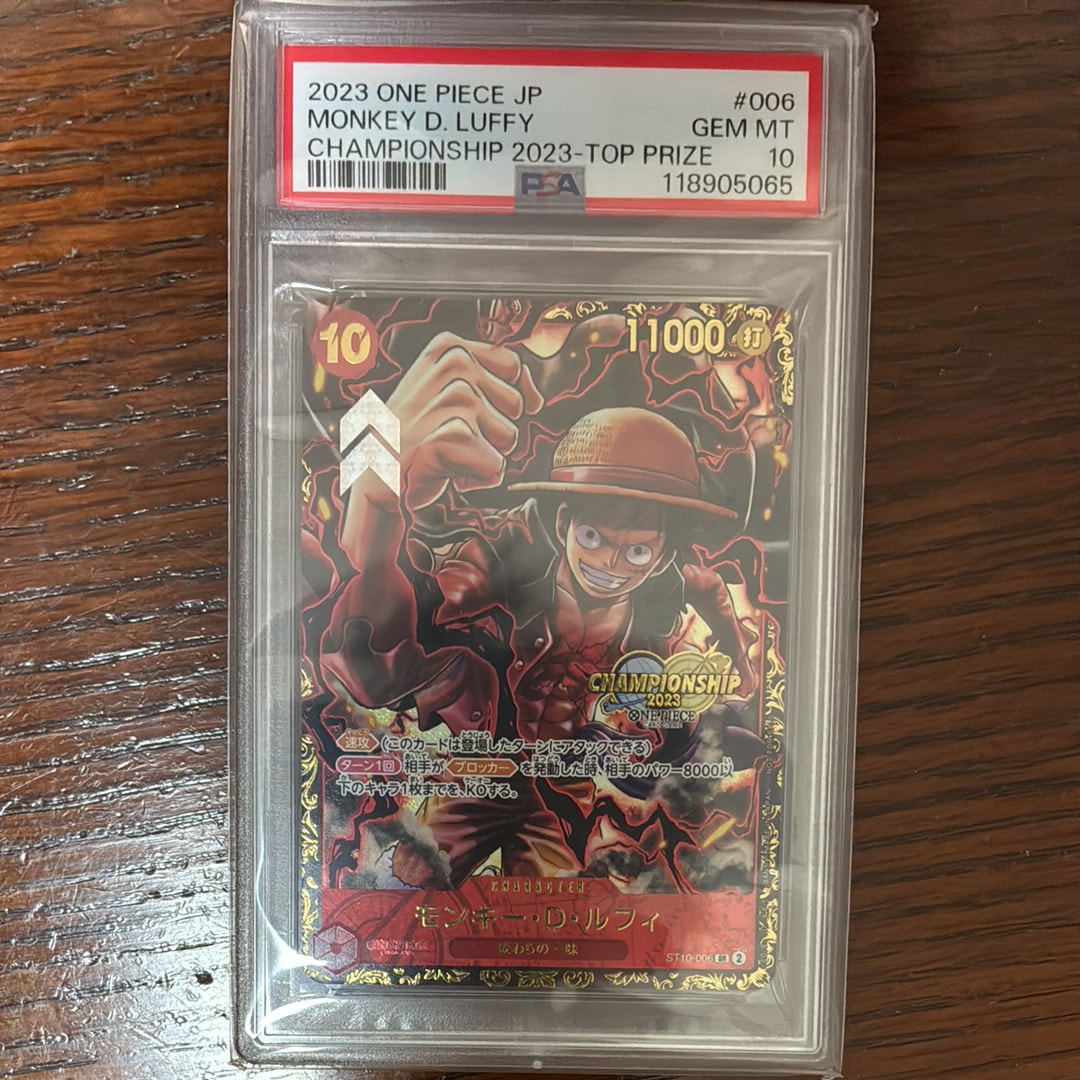 2023 ONE PIECE JP #006
MONKEY D. LUFFY GEM MT
CHAMPIONSHIP 2023-TOP PRIZE 10
PSA 118905065
10
11000 打
CHAMPIONSHIP
2023
ONE PIECE
CARD GAME
速攻 (このカードは登場したターンにアタックできる)
ターン1回 相手が ブロッカー を発動した時、相手のパワー8000以
下のキャラ1枚までを、KOする。
CHARACTER
モンキー・D・ルフィ
麦わらの一味
ST10-006 2